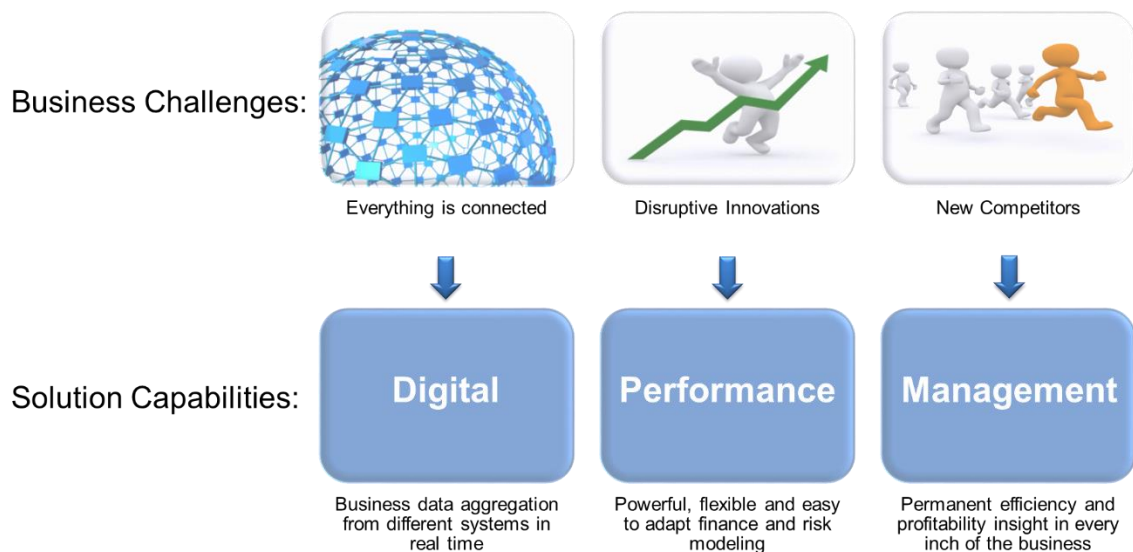 Business Challenges:
Everything is connected
Disruptive Innovations
New Competitors
Solution Capabilities:
Digital
Performance
Management
Business data aggregation
from different systems in
real time
Powerful, flexible and easy
to adapt finance and risk
modeling
Permanent efficiency and
profitability insight in every
inch of the business